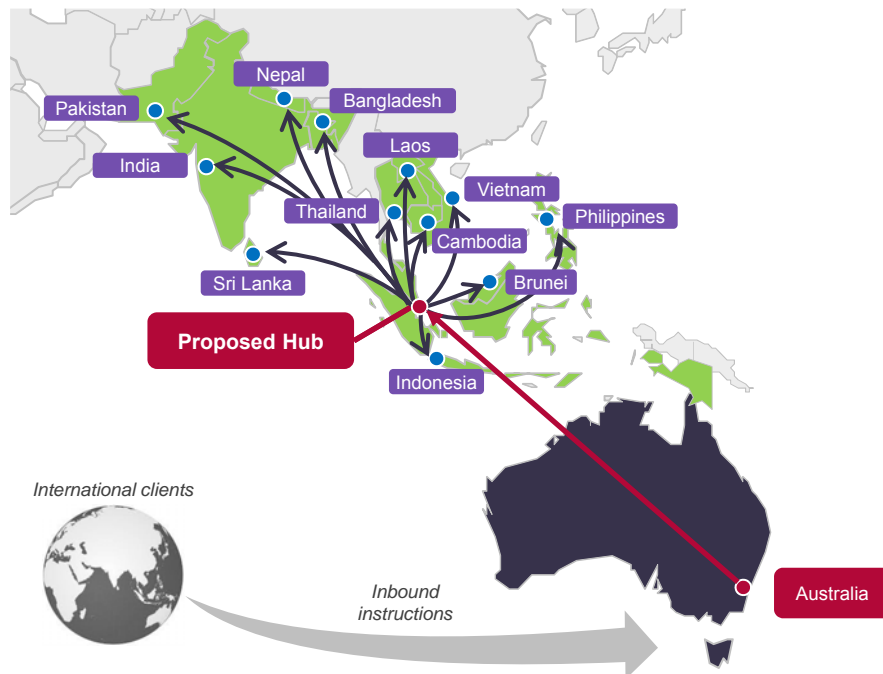 Nepal
Pakistan
Bangladesh
Laos
India
Vietnam
Thailand
Philippines
Cambodia
Sri Lanka
Brunei
Proposed Hub
Indonesia
International clients
Inbound
instructions
Australia